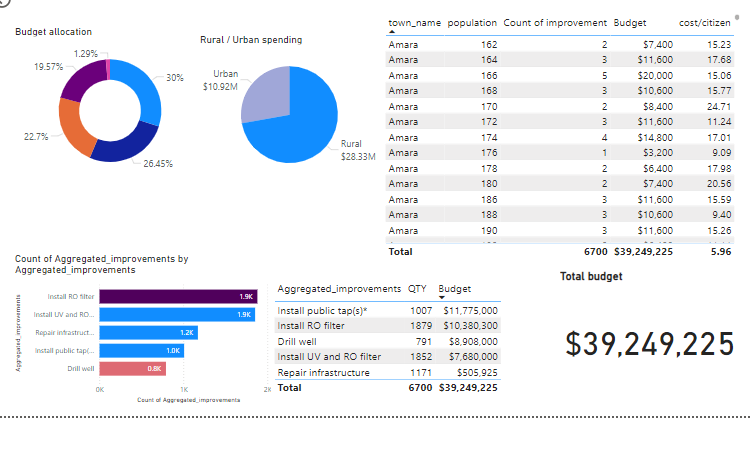 Budget allocation
1.29%
19.57%
30%
22.7%
26.45%
Rural / Urban spending
Urban
$10.92M
Rural
$28.33M
town_name population Count of improvement Budget cost/citizen
Amara 162 2 $7,400 15.23
Amara 164 3 $11,600 17.68
Amara 166 5 $20,000 15.06
Amara 168 3 $10,600 15.77
Amara 170 2 $8,400 24.71
Amara 172 3 $11,600 11.24
Amara 174 4 $14,800 17.01
Amara 176 1 $3,200 9.09
Amara 178 2 $6,400 17.98
Amara 180 2 $7,400 20.56
Amara 186 3 $11,600 15.59
Amara 188 3 $10,600 9.40
Amara 190 3 $11,600 15.26
Total 6700 $39,249,225 5.96
Count of Aggregated_improvements by
Aggregated_improvements
Aggregated_improvements
Install RO filter 1.9K
Install UV and RO... 1.9K
Repair infrastruct... 1.2K
Install public tap(... 1.0K
Drill well 0.8K
0K 1K 2K
Count of Aggregated_improvements
Aggregated_improvements QTY Budget
Install public tap(s)* 1007 $11,775,000
Install RO filter 1879 $10,380,300
Drill well 791 $8,908,000
Install UV and RO filter 1852 $7,680,000
Repair infrastructure 1171 $505,925
Total 6700 $39,249,225
Total budget
$39,249,225